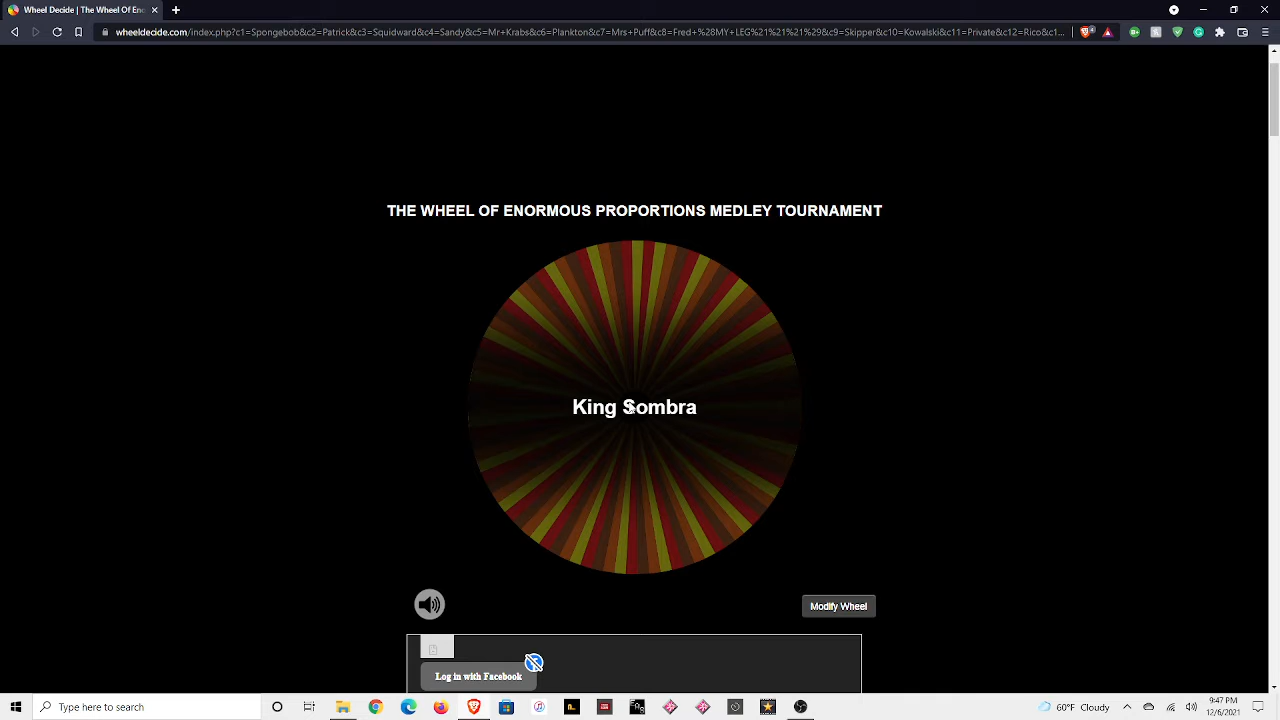 Wheel Decide | The Wheel Of En
wheeldecide.com/index.php?c1=Spongebob&c2=Patrick&c3=Squidward&c4=Sandy&c5=Mr+Krabs&c6=Plankton&c7=Mrs+Puff&c8=Fred+%28MY+LEG%21%21%21%29&c9=Skipper&c10=Kowalski&c11=Private&c12=Rico&c1...
THE WHEEL OF ENORMOUS PROPORTIONS MEDLEY TOURNAMENT
King Sombra
Modify Wheel
Log in with Facebook
Type here to search
60°F Cloudy
9:47 PM
12/6/2021